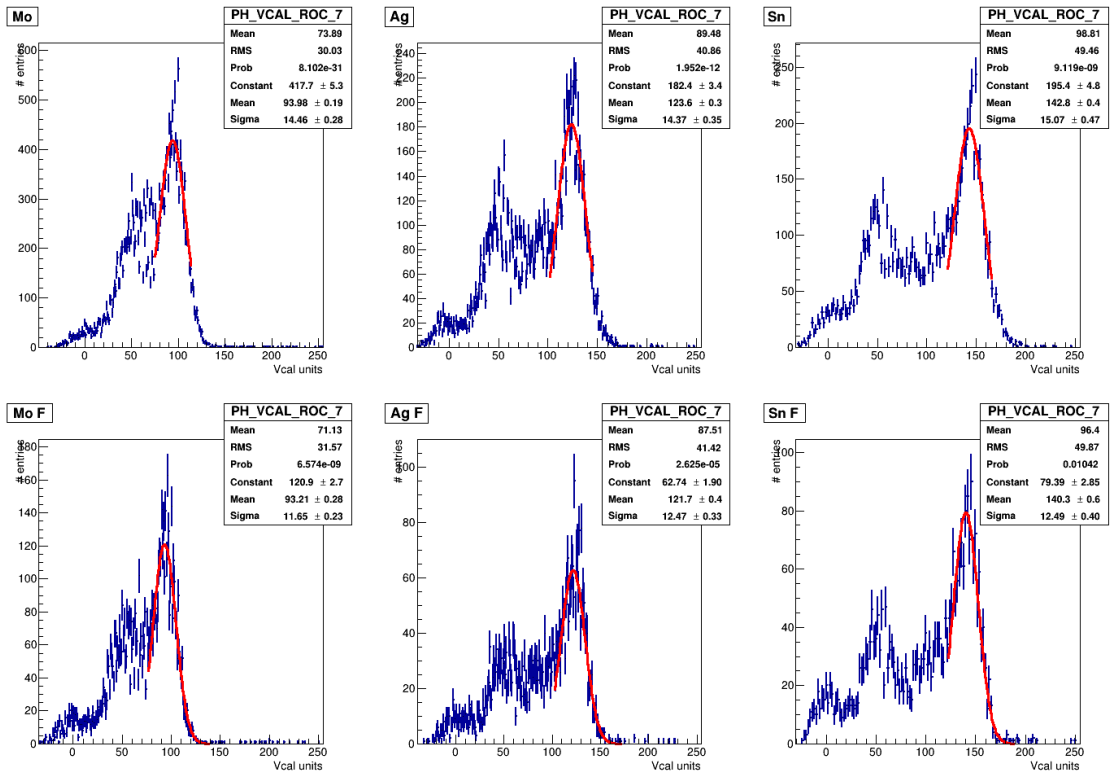 Mo
PH_VCAL_ROC_7
Mean 73.89
RMS 30.03
Prob 8.102e-31
Constant 417.7 ± 5.3
Mean 93.98 ± 0.19
Sigma 14.46 ± 0.28
# entries
600
500
400
300
200
100
0
0 50 100 150 200 250
Vcal units
Ag
PH_VCAL_ROC_7
Mean 89.48
RMS 40.86
Prob 1.952e-12
Constant 182.4 ± 3.4
Mean 123.6 ± 0.3
Sigma 14.37 ± 0.35
# entries
240
220
200
180
160
140
120
100
80
60
40
20
0
0 50 100 150 200 250
Vcal units
Sn
PH_VCAL_ROC_7
Mean 98.81
RMS 49.46
Prob 9.119e-09
Constant 195.4 ± 4.8
Mean 142.8 ± 0.4
Sigma 15.07 ± 0.47
# entries
250
200
150
100
50
0
0 50 100 150 200 250
Vcal units
Mo F
PH_VCAL_ROC_7
Mean 71.13
RMS 31.57
Prob 6.574e-09
Constant 120.9 ± 2.7
Mean 93.21 ± 0.28
Sigma 11.65 ± 0.23
# entries
180
160
140
120
100
80
60
40
20
0
0 50 100 150 200 250
Vcal units
Ag F
PH_VCAL_ROC_7
Mean 87.51
RMS 41.42
Prob 2.625e-05
Constant 62.74 ± 1.90
Mean 121.7 ± 0.4
Sigma 12.47 ± 0.33
# entries
100
80
60
40
20
0
0 50 100 150 200 250
Vcal units
Sn F
PH_VCAL_ROC_7
Mean 96.4
RMS 49.87
Prob 0.01042
Constant 79.39 ± 2.85
Mean 140.3 ± 0.6
Sigma 12.49 ± 0.40
# entries
100
80
60
40
20
0
0 50 100 150 200 250
Vcal units